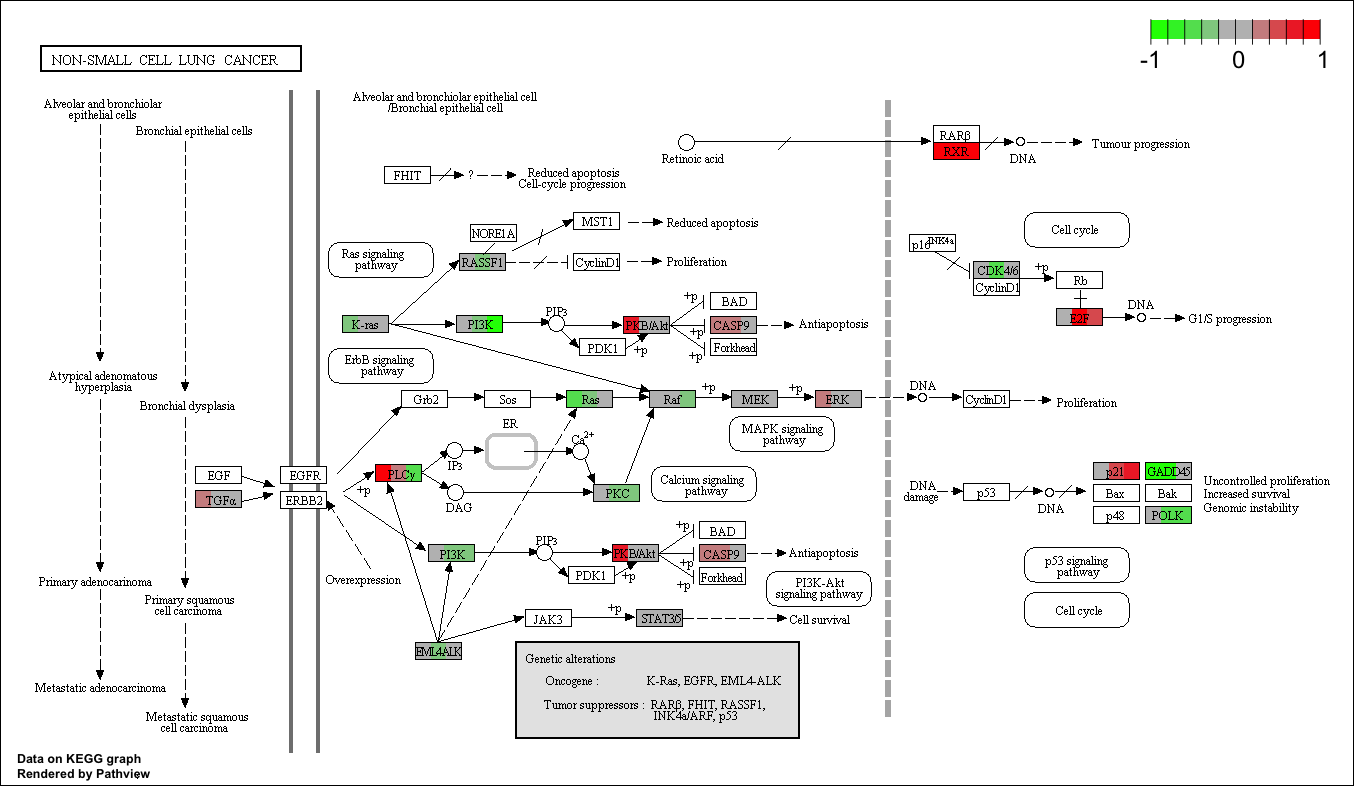 -1 0 1
NON-SMALL CELL LUNG CANCER
Alveolar and bronchiolar
epithelial cells
Bronchial epithelial cells
Atypical adenomatous
hyperplasia
Bronchial dysplasia
Primary adenocarinoma
Primary squamous
cell carcinoma
Metastatic adenocarcinoma
Metastatic squamous
cell carcinoma
Alveolar and bronchiolar epithelial cell
/Bronchial epithelial cell
Retinoic acid
RARβ
RXR
DNA
Tumour progression
FHIT
?
Reduced apoptosis
Cell-cycle progression
NORE1A
MST1
Reduced apoptosis
Ras signaling
pathway
RASSF1
CyclinD1
Proliferation
p16INK4a
Cell cycle
CDK4/6
CyclinD1
+p
Rb
E2F
DNA
G1/S progression
K-ras
PI3K
PIP3
PKB/Akt
PDK1
+p
+p
+p
+p
BAD
CASP9
Forkhead
Antiapoptosis
ErbB signaling
pathway
Grb2
Sos
Ras
Raf
+p
MEK
+p
ERK
DNA
CyclinD1
Proliferation
MAPK signaling
pathway
ER
IP3
Ca2+
EGF
TGFα
EGFR
ERBB2
+p
PLCγ
DAG
PKC
Calcium signaling
pathway
DNA
damage
p53
DNA
p21
GADD45
Bax
Bak
p48
POLK
Uncontrolled proliferation
Increased survival
Genomic instability
Overexpression
PI3K
PIP3
PKB/Akt
PDK1
+p
+p
+p
+p
BAD
CASP9
Forkhead
Antiapoptosis
PI3K-Akt
signaling pathway
p53 signaling
pathway
Cell cycle
JAK3
+p
STAT3/5
Cell survival
EML4ALK
Genetic alterations
Oncogene : K-Ras, EGFR, EML4-ALK
Tumor suppressors : RARβ, FHIT, RASSF1,
INK4a/ARF, p53
Data on KEGG graph
Rendered by Pathview